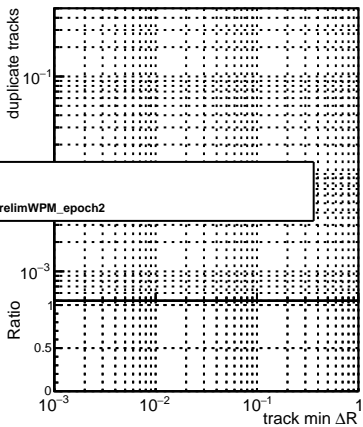 duplicate tracks
10⁻¹
relimWPM_epoch2
10⁻³
Ratio
1
0.5
0
10⁻³ 10⁻² 10⁻¹ 1
track min ΔR